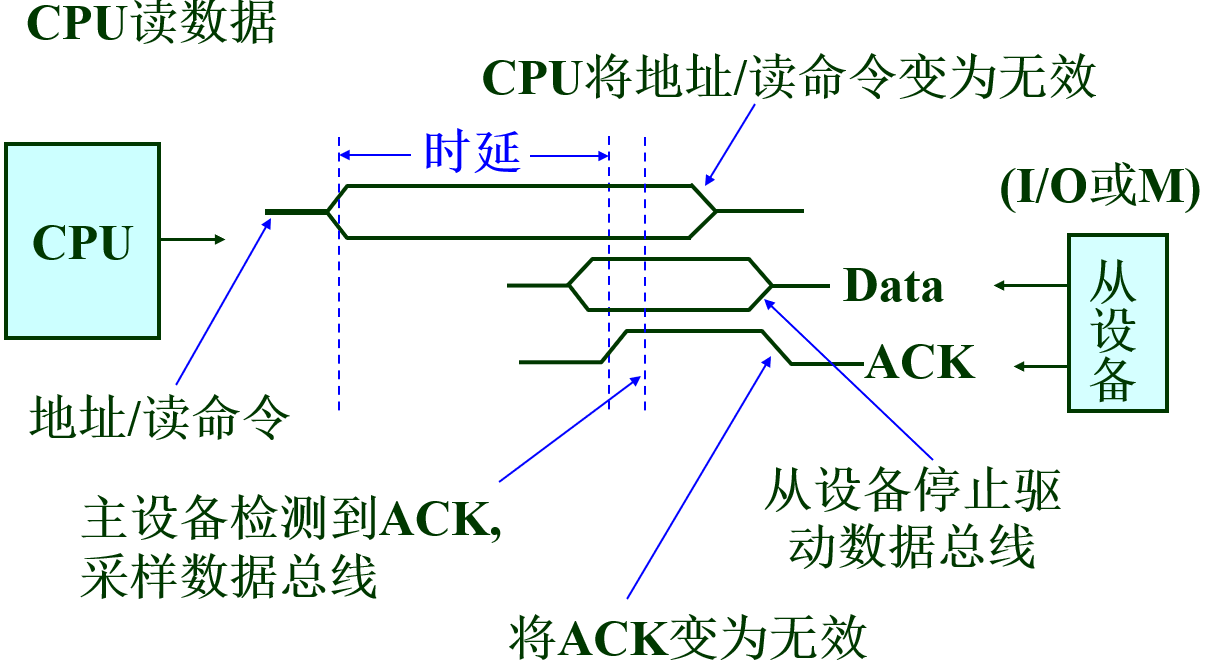 CPU读数据
CPU将地址/读命令变为无效
时延
(I/O或M)
CPU
从
设
备
Data
ACK
地址/读命令
主设备检测到ACK,
采样数据总线
从设备停止驱
动数据总线
将ACK变为无效